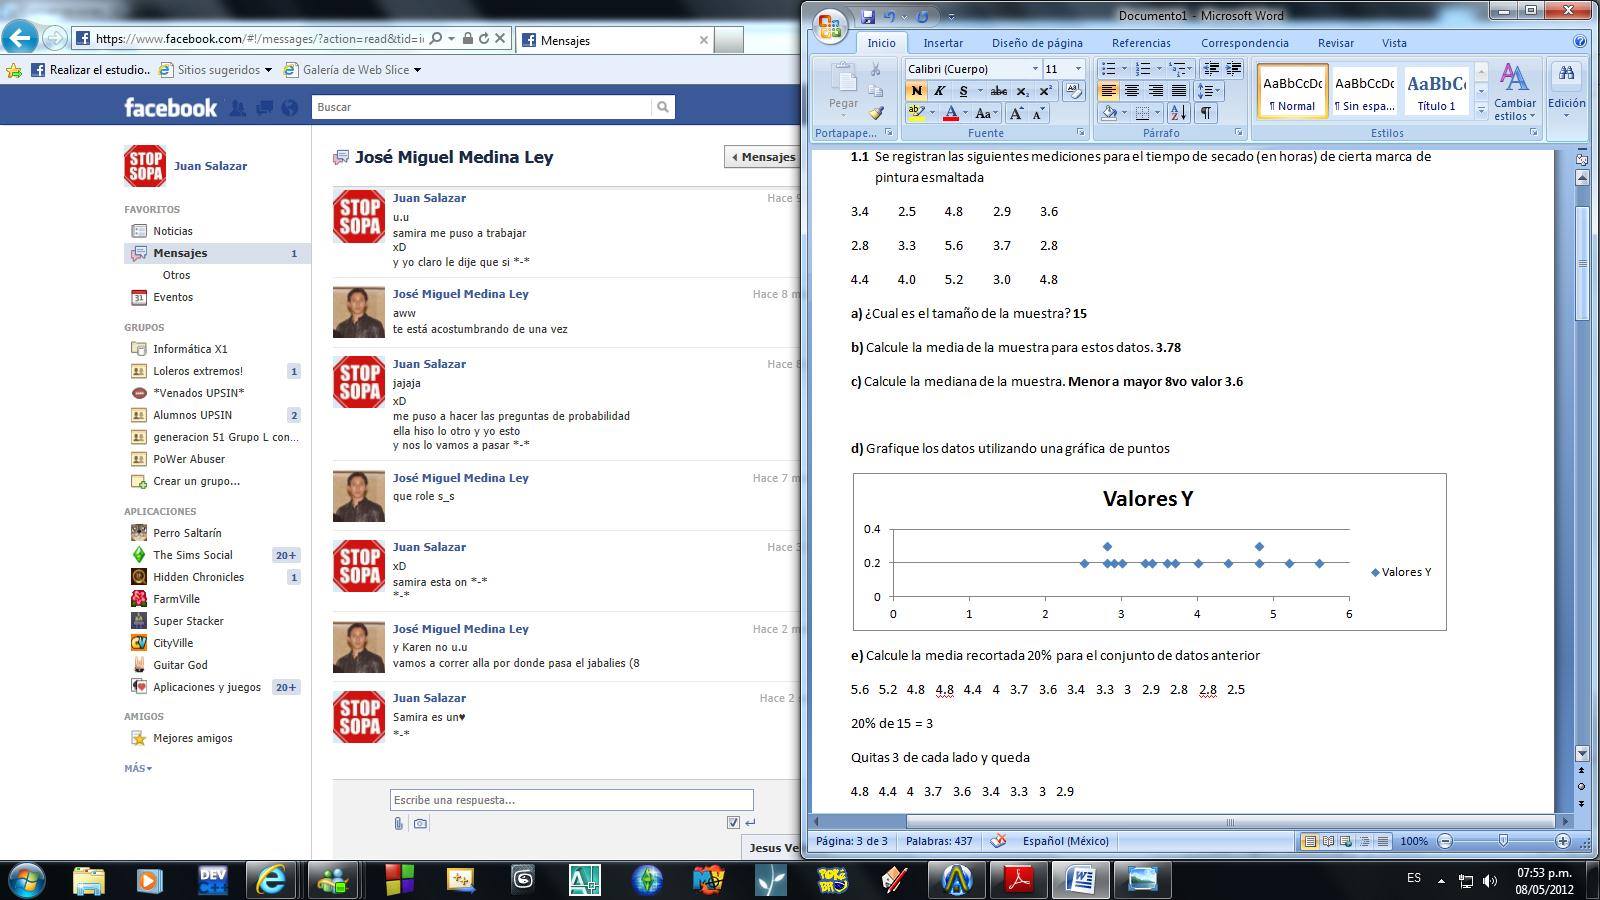 https://www.facebook.com/#!/messages/?action=read&tid=i
Mensajes
Realizar el estudio..
Sitios sugeridos
Galería de Web Slice
facebook
Buscar
STOP SOPA
Juan Salazar
FAVORITOS
Noticias
Mensajes 1
Otros
31 Eventos
GRUPOS
Informática X1
Loleros extremos! 1
*Venados UPSIN*
Alumnos UPSIN 2
generacion 51 Grupo L con...
PoWer Abuser
Crear un grupo...
APLICACIONES
Perro Saltarín
The Sims Social 20+
Hidden Chronicles 1
FarmVille
Super Stacker
CityVille
Guitar God
Aplicaciones y juegos 20+
AMIGOS
Mejores amigos
MÁS
José Miguel Medina Ley
Mensajes
STOP SOPA
Juan Salazar
Hace 9
u.u
samira me puso a trabajar
xD
y yo claro le dije que si *-*
José Miguel Medina Ley
Hace 8 m
aww
te está acostumbrando de una vez
STOP SOPA
Juan Salazar
Hace 8
jajaja
xD
me puso a hacer las preguntas de probabilidad
ella hiso lo otro y yo esto
y nos lo vamos a pasar *-*
José Miguel Medina Ley
Hace 7 m
que role s_s
STOP SOPA
Juan Salazar
Hace 3
xD
samira esta on *-*
*-*
José Miguel Medina Ley
Hace 2 m
y Karen no u.u
vamos a correr alla por donde pasa el jabalies (8
STOP SOPA
Juan Salazar
Hace 2
Samira es un♥
*-*
Escribe una respuesta...
Jesus Ve
Documento1 - Microsoft Word
Inicio
Insertar
Diseño de página
Referencias
Correspondencia
Revisar
Vista
Pegar
Portapape...
Calibri (Cuerpo)
11
N K S abc x₂ x² Aa
ab A Aa A A
Fuente
Párrafo
AaBbCcDc
¶ Normal
AaBbCcDc
¶ Sin espa...
AaBbC
Título 1
Cambiar estilos
Estilos
Edición
1.1 Se registran las siguientes mediciones para el tiempo de secado (en horas) de cierta marca de
pintura esmaltada
3.4 2.5 4.8 2.9 3.6
2.8 3.3 5.6 3.7 2.8
4.4 4.0 5.2 3.0 4.8
a) ¿Cual es el tamaño de la muestra? 15
b) Calcule la media de la muestra para estos datos. 3.78
c) Calcule la mediana de la muestra. Menor a mayor 8vo valor 3.6
d) Grafique los datos utilizando una gráfica de puntos
Valores Y
0.4
0.2
0
0 1 2 3 4 5 6
Valores Y
e) Calcule la media recortada 20% para el conjunto de datos anterior
5.6 5.2 4.8 4.8 4.4 4 3.7 3.6 3.4 3.3 3 2.9 2.8 2.8 2.5
20% de 15 = 3
Quitas 3 de cada lado y queda
4.8 4.4 4 3.7 3.6 3.4 3.3 3 2.9
Página: 3 de 3
Palabras: 437
Español (México)
100%
DEV C++
POKÉ BRO
ES
07:53 p.m.
08/05/2012